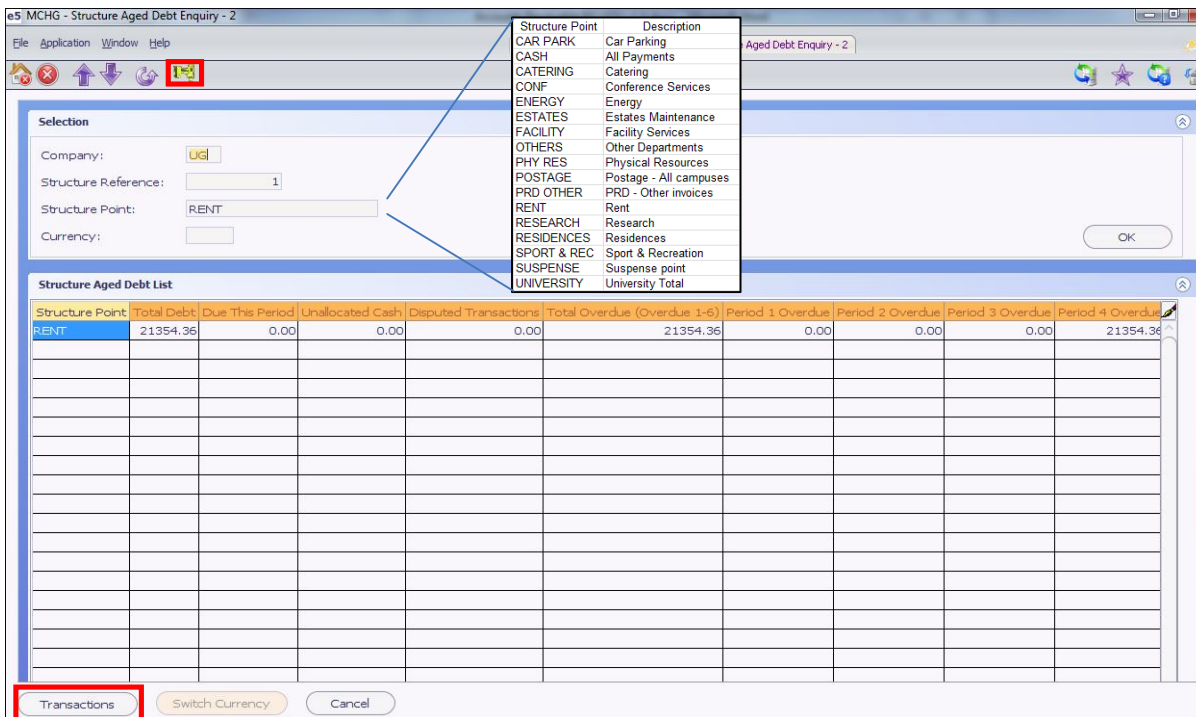 e5 MCHG - Structure Aged Debt Enquiry - 2
File Application Window Help
Aged Debt Enquiry - 2
Structure Point Description
CAR PARK Car Parking
CASH All Payments
CATERING Catering
CONF Conference Services
ENERGY Energy
ESTATES Estates Maintenance
FACILITY Facility Services
OTHERS Other Departments
PHY RES Physical Resources
POSTAGE Postage - All campuses
PRD OTHER PRD - Other invoices
RENT Rent
RESEARCH Research
RESIDENCES Residences
SPORT & REC Sport & Recreation
SUSPENSE Suspense point
UNIVERSITY University Total
Selection
Company: UG
Structure Reference: 1
Structure Point: RENT
Currency:
OK
Structure Aged Debt List
Structure Point Total Debt Due This Period Unallocated Cash Disputed Transactions Total Overdue (Overdue 1-6) Period 1 Overdue Period 2 Overdue Period 3 Overdue Period 4 Overdue
RENT 21354.36 0.00 0.00 0.00 21354.36 0.00 0.00 0.00 21354.36
Transactions Switch Currency Cancel